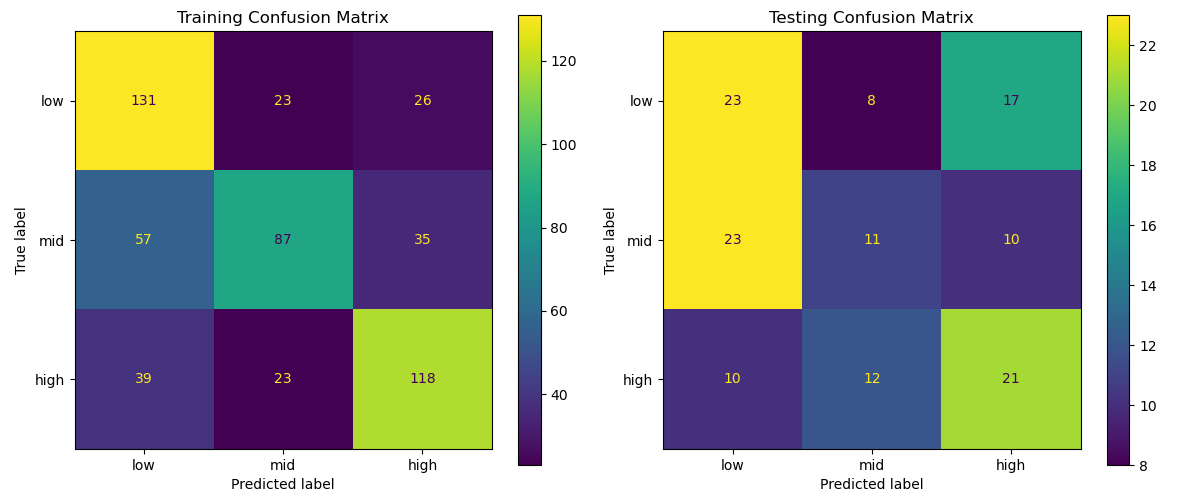 Training Confusion Matrix
True label
low
mid
high
131 23 26
57 87 35
39 23 118
low mid high
Predicted label
120
100
80
60
40
Testing Confusion Matrix
True label
low
mid
high
23 8 17
23 11 10
10 12 21
low mid high
Predicted label
22
20
18
16
14
12
10
8